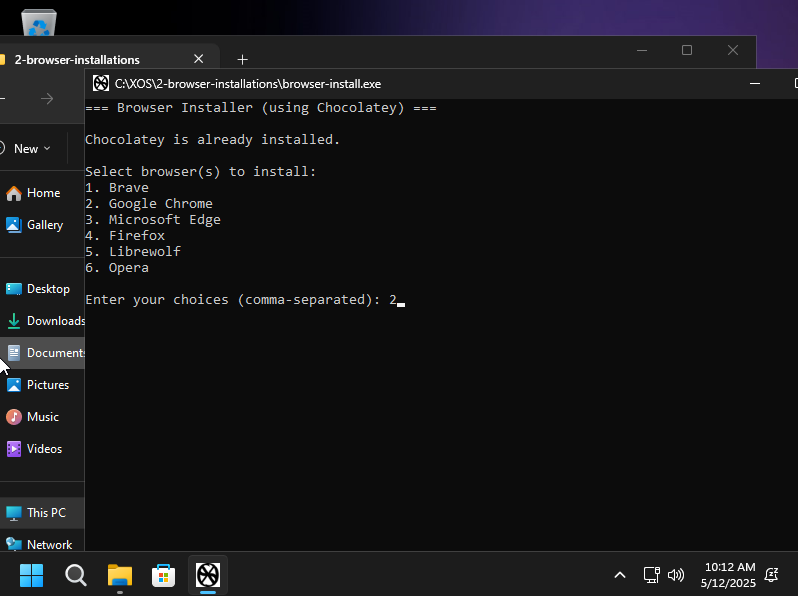 2-browser-installations
C:\XOS\2-browser-installations\browser-install.exe
=== Browser Installer (using Chocolatey) ===
Chocolatey is already installed.
Select browser(s) to install:
1. Brave
2. Google Chrome
3. Microsoft Edge
4. Firefox
5. Librewolf
6. Opera
Enter your choices (comma-separated): 2
New
Home
Gallery
Desktop
Downloads
Documents
Pictures
Music
Videos
This PC
Network
10:12 AM
5/12/2025